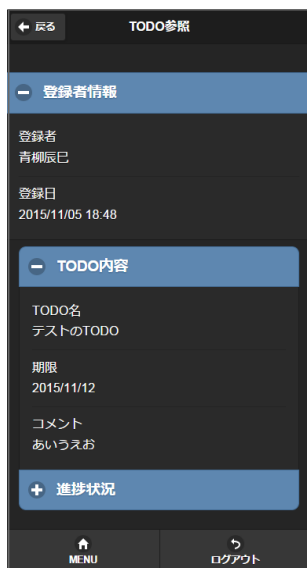 戻る
TODO参照
登録者情報
登録者
青柳辰巳
登録日
2015/11/05 18:48
TODO内容
TODO名
テストのTODO
期限
2015/11/12
コメント
あいうえお
進捗状況
MENU
ログアウト